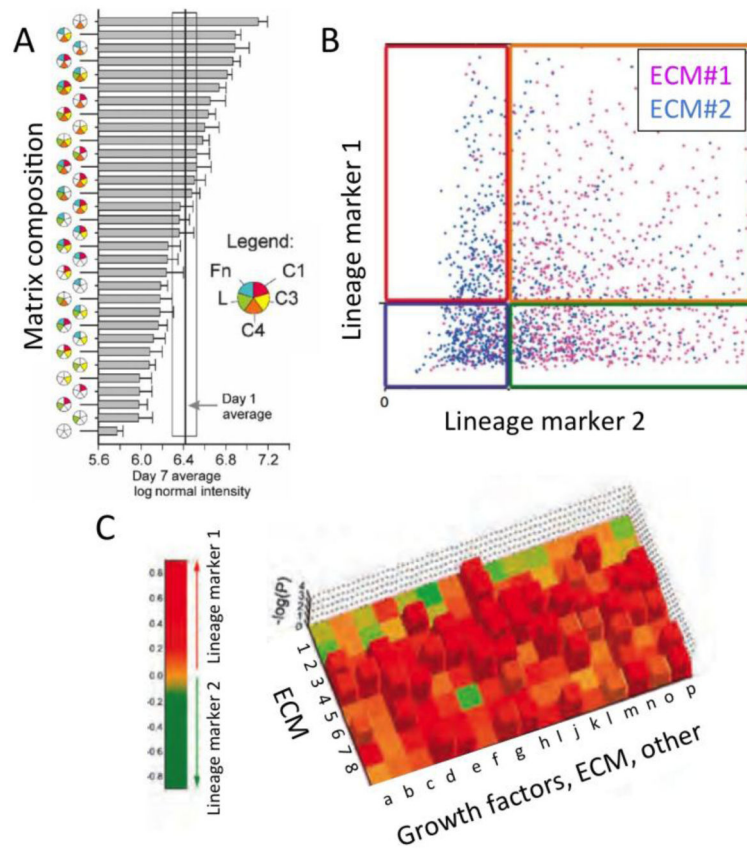 A
Matrix composition
Legend:
Fn
C1
L
C3
C4
Day 1
average
5.6 6.0 6.4 6.8 7.2
Day 7 average
log normal intensity
B
ECM#1
ECM#2
Lineage marker 1
0
Lineage marker 2
C
0.8
0.6
0.4
0.2
0.0
0.2
0.4
0.6
0.8
Lineage marker 1
Lineage marker 2
-log(P)
1
2
3
4
5
6
7
8
ECM
a b c d e f g h I j k l m n o p
Growth factors, ECM, other